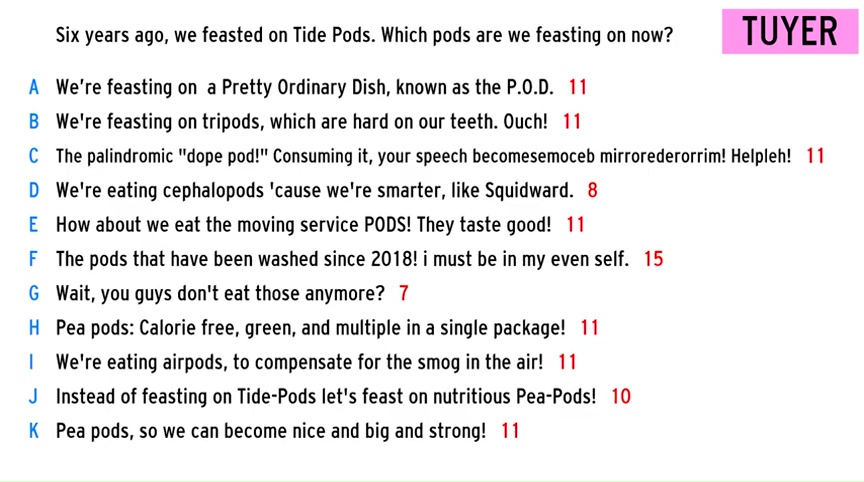 Six years ago, we feasted on Tide Pods. Which pods are we feasting on now?
TUYER
A We're feasting on a Pretty Ordinary Dish, known as the P.O.D. 11
B We're feasting on tripods, which are hard on our teeth. Ouch! 11
C The palindromic "dope pod!" Consuming it, your speech becomesemoceb mirrorederorrim! Helpleh! 11
D We're eating cephalopods 'cause we're smarter, like Squidward. 8
E How about we eat the moving service PODS! They taste good! 11
F The pods that have been washed since 2018! i must be in my even self. 15
G Wait, you guys don't eat those anymore? 7
H Pea pods: Calorie free, green, and multiple in a single package! 11
I We're eating airpods, to compensate for the smog in the air! 11
J Instead of feasting on Tide-Pods let's feast on nutritious Pea-Pods! 10
K Pea pods, so we can become nice and big and strong! 11